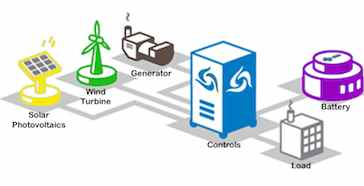 Generator
Wind
Turbine
Solar
Photovoltaics
Battery
Controls
Load